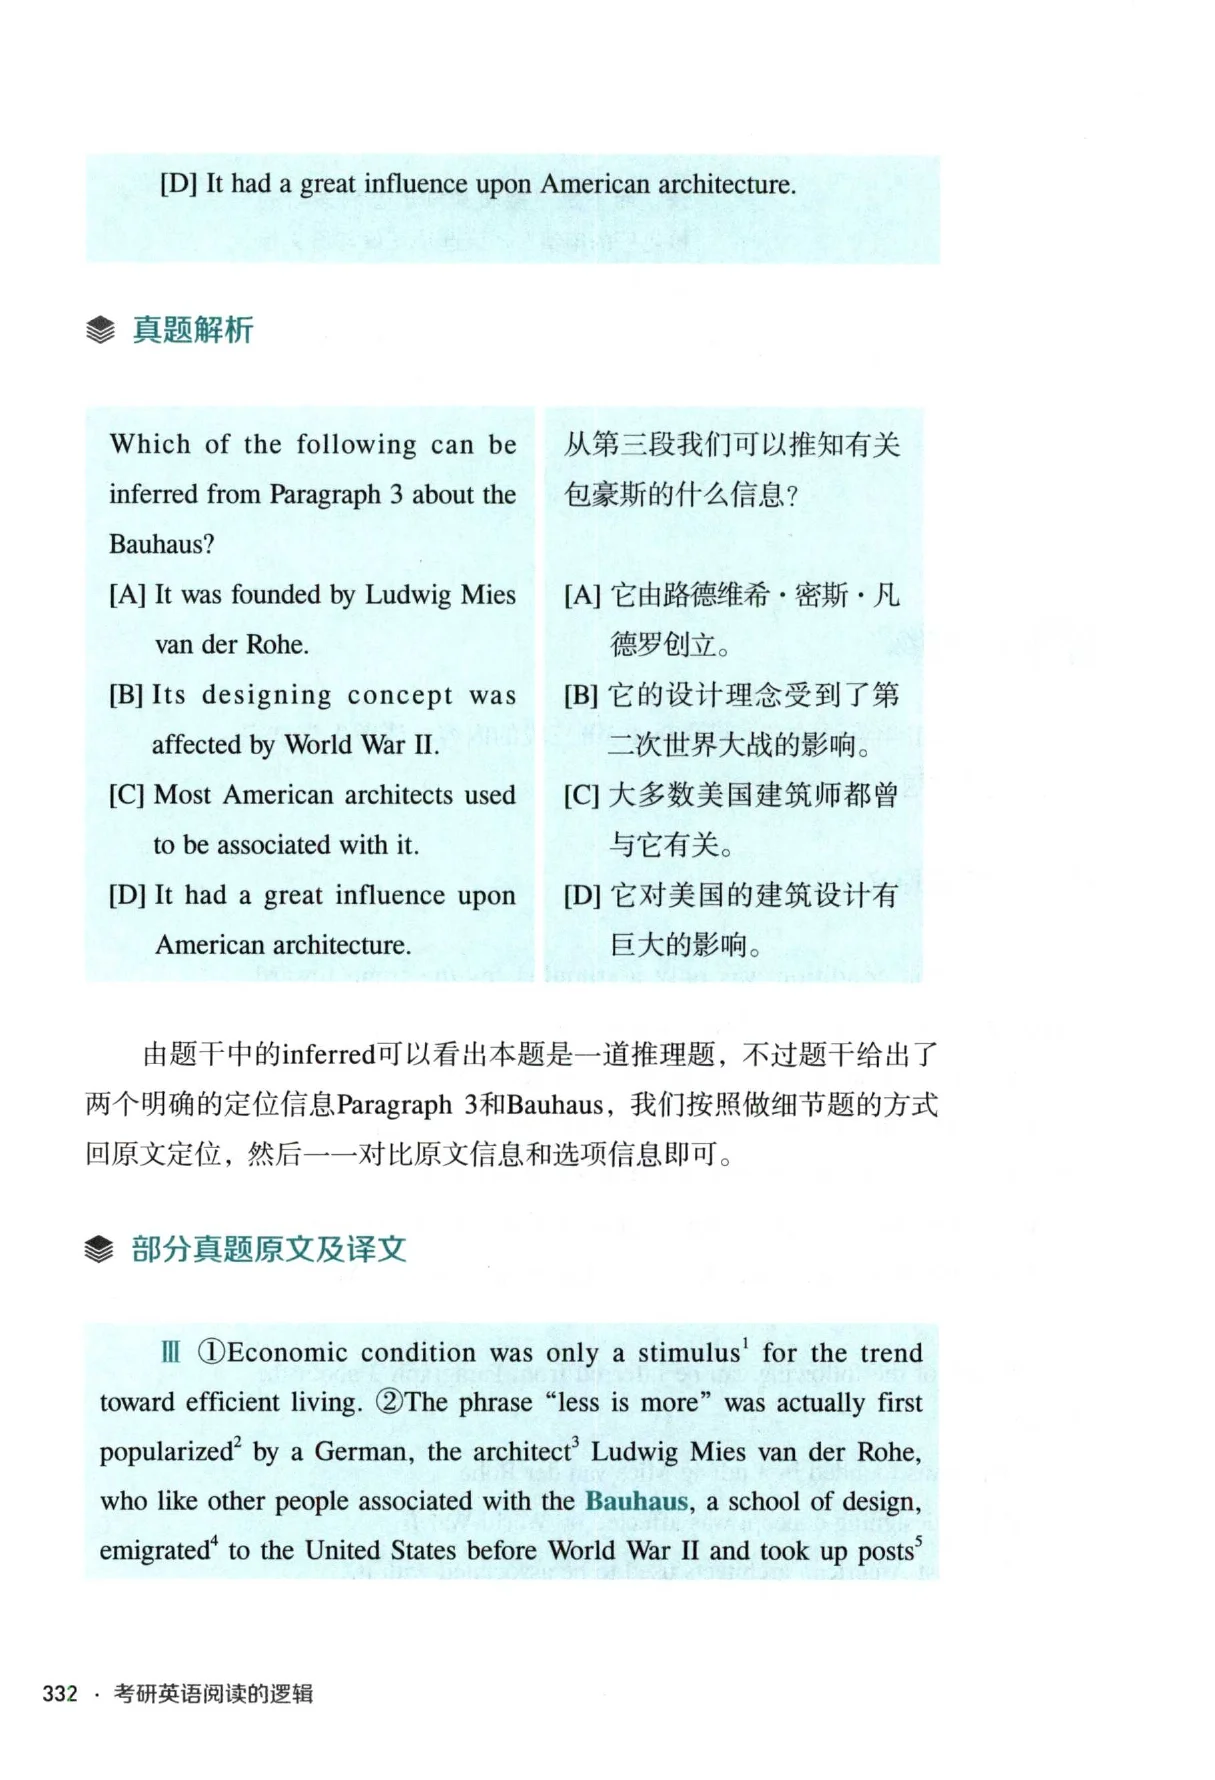 [D] It had a great influence upon American architecture.
真题解析
Which of the following can be
inferred from Paragraph 3 about the
Bauhaus?
[A] It was founded by Ludwig Mies
van der Rohe.
[B] Its designing concept was
affected by World War II.
[C] Most American architects used
to be associated with it.
[D] It had a great influence upon
American architecture.
从第三段我们可以推知有关
包豪斯的什么信息？
[A] 它由路德维希·密斯·凡
德罗创立。
[B] 它的设计理念受到了第
二次世界大战的影响。
[C] 大多数美国建筑师都曾
与它有关。
[D] 它对美国的建筑设计有
巨大的影响。
由题干中的inferred可以看出本题是一道推理题，不过题干给出了
两个明确的定位信息Paragraph 3和Bauhaus，我们按照做细节题的方式
回原文定位，然后一一对比原文信息和选项信息即可。
部分真题原文及译文
Ⅲ ①Economic condition was only a stimulus¹ for the trend
toward efficient living. ②The phrase “less is more” was actually first
popularized² by a German, the architect³ Ludwig Mies van der Rohe,
who like other people associated with the Bauhaus, a school of design,
emigrated⁴ to the United States before World War II and took up posts⁵
332 · 考研英语阅读的逻辑